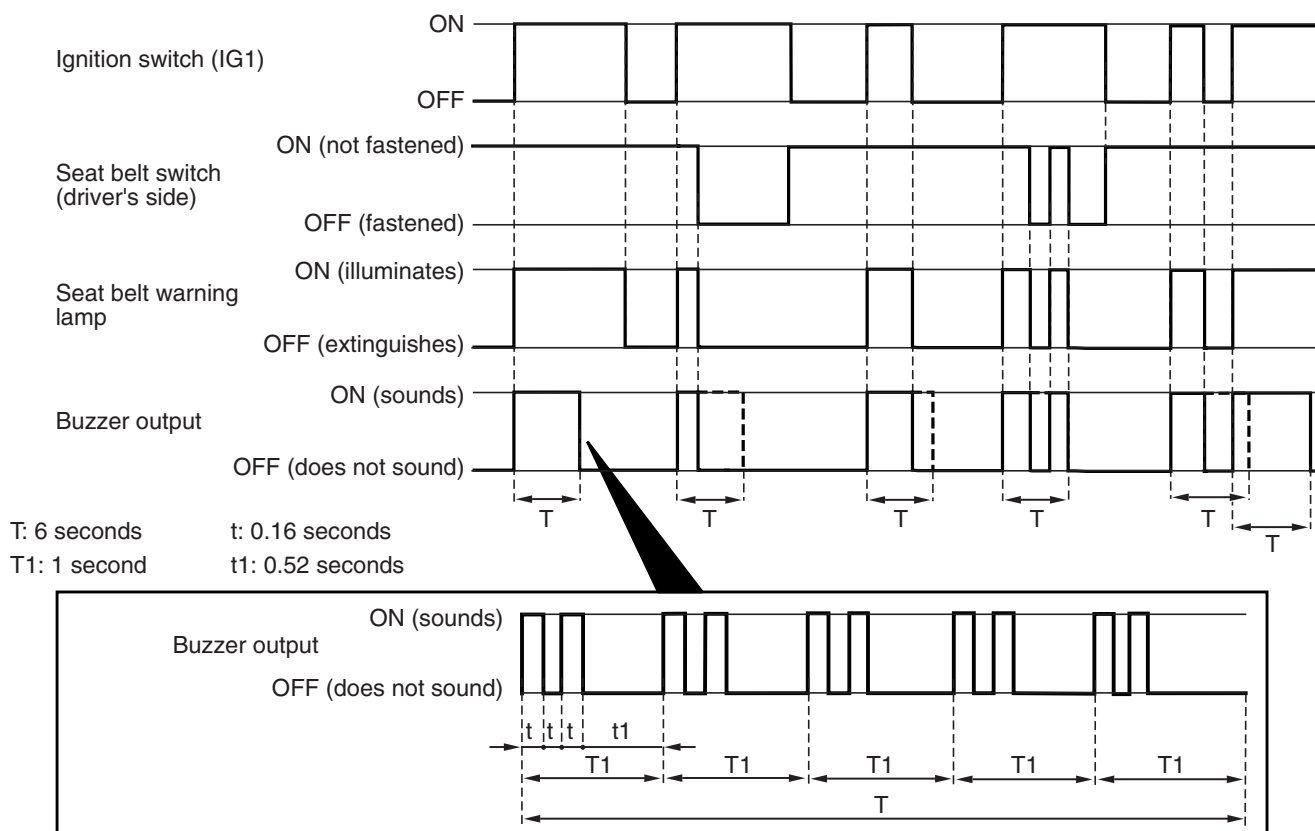 ON
Ignition switch (IG1)
OFF
ON (not fastened)
Seat belt switch
(driver's side)
OFF (fastened)
ON (illuminates)
Seat belt warning
lamp
OFF (extinguishes)
ON (sounds)
Buzzer output
OFF (does not sound)
T T T T T
T
T: 6 seconds t: 0.16 seconds
T1: 1 second t1: 0.52 seconds
ON (sounds)
Buzzer output
OFF (does not sound)
t t t t1
T1 T1 T1 T1 T1
T